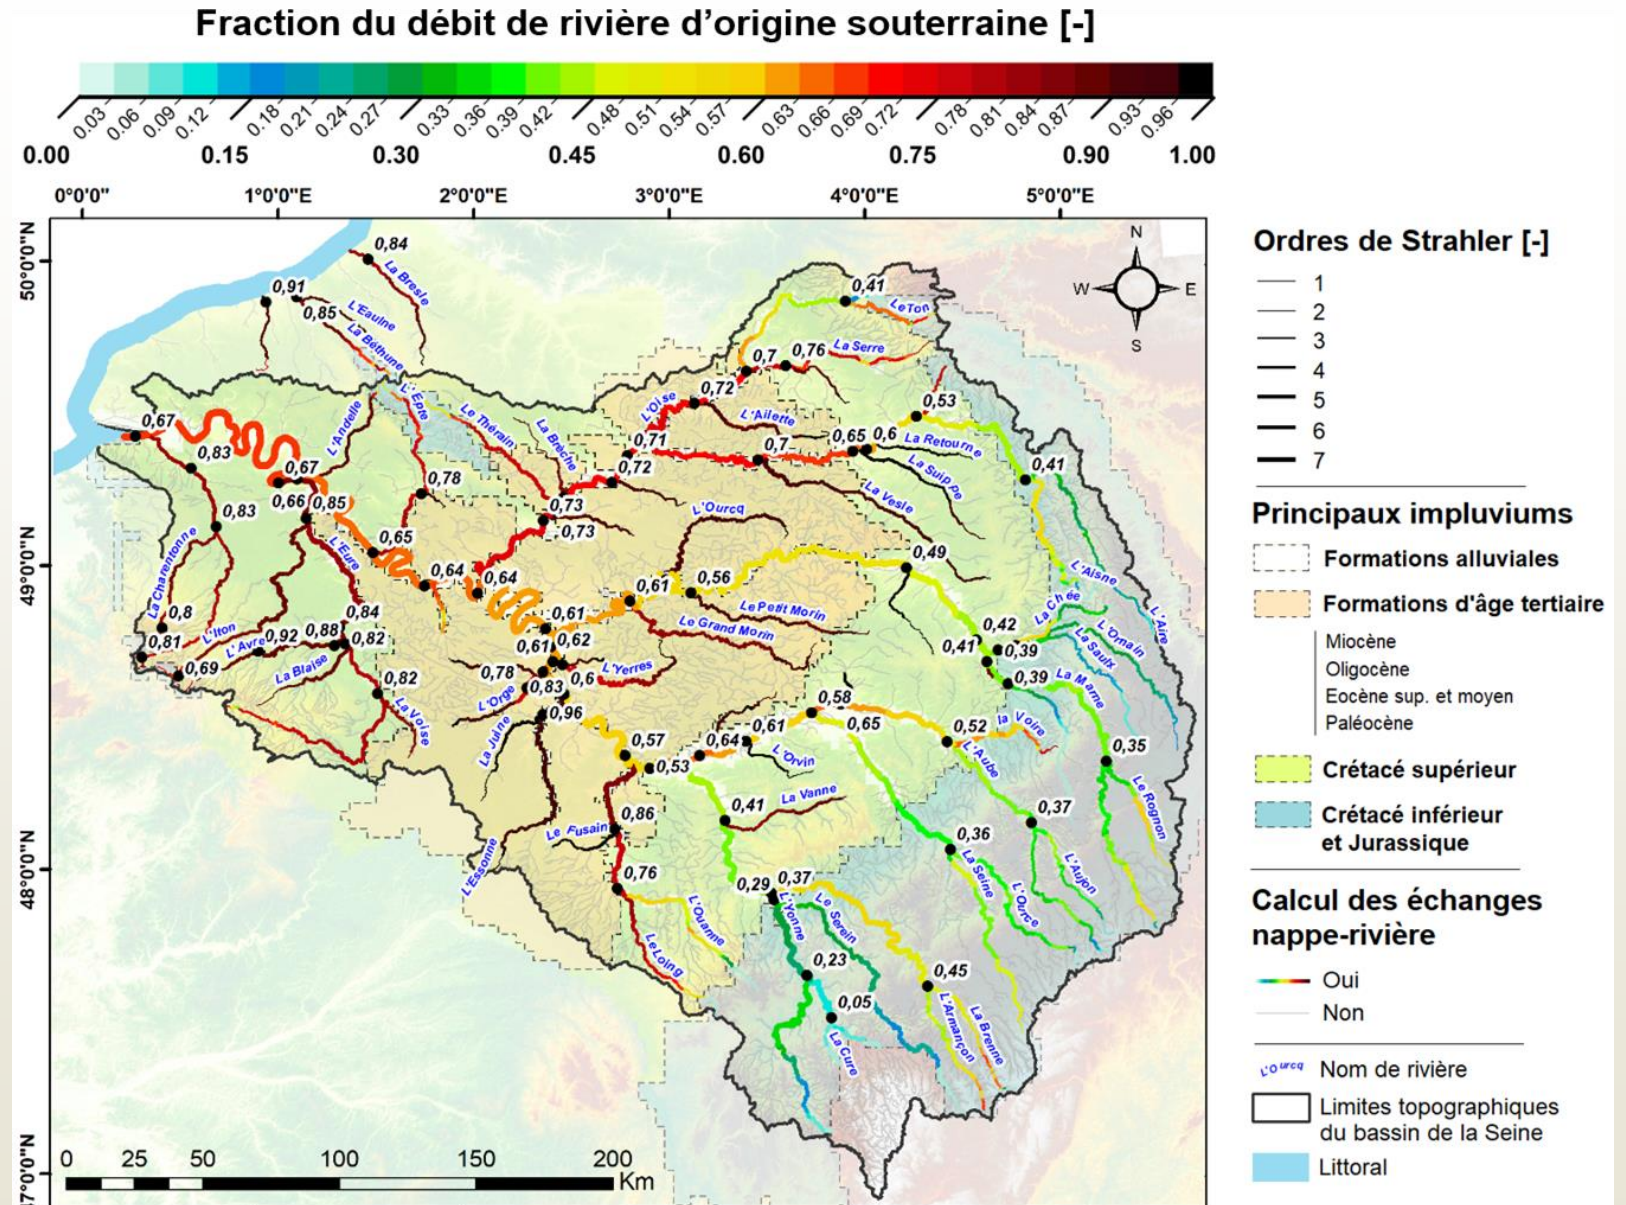 Fraction du débit de rivière d’origine souterraine [-]
0.03 0.06 0.09 0.12 0.18 0.21 0.24 0.27 0.33 0.36 0.39 0.42 0.48 0.51 0.54 0.57 0.63 0.66 0.69 0.72 0.78 0.81 0.84 0.87 0.93 0.96
0.00 0.15 0.30 0.45 0.60 0.75 0.90 1.00
0°0'0" 1°0'0"E 2°0'0"E 3°0'0"E 4°0'0"E 5°0'0"E
50°0'0"N
49°0'0"N
48°0'0"N
47°0'0"N
N
W E
S
0,84
La Bresle
0,91
0,85
L'Eaulne
La Béthune
0,41
Le Ton
0,7
0,76
La Serre
0,72
L'Oise
L'Ailette
0,53
L'Epte
Le Thérain
La Brèche
L'Andelle
0,67
0,83
0,71
0,7
0,65
0,6
La Retourne
La Suippe
0,41
0,67
0,72
0,78
La Vesle
0,66
0,85
0,73
0,73
L'Ourcq
0,83
0,65
L'Eure
0,49
La Charentonne
0,64
0,64
0,61
0,56
L'Aisne
La Chée
L'Aire
Le Petit Morin
0,8
0,84
0,61
Le Grand Morin
0,42
L'Ornain
0,81
L'Iton
L'Avre
0,92
0,88
0,82
0,61
0,62
0,41
0,39
La Saulx
0,69
La Blaise
0,78
L'Yerres
0,6
0,39
La Marne
0,82
L'Orge
0,83
0,58
La Voise
0,96
0,65
la Voire
La Juine
0,64
0,61
0,52
0,57
0,53
L'Orvin
L'Aube
0,35
Le Rognon
0,86
0,41
La Vanne
0,37
Le Fusain
0,36
L'Essonne
0,76
0,29
0,37
La Seine
L'Aujon
L'Ource
L'Ouanne
L'Yonne
Le Serein
Le Loing
0,23
0,45
0,05
L'Armançon
La Brenne
La Cure
0 25 50 100 150 200
Km
Ordres de Strahler [-]
1
2
3
4
5
6
7
Principaux impluviums
Formations alluviales
Formations d'âge tertiaire
Miocène
Oligocène
Eocène sup. et moyen
Paléocène
Crétacé supérieur
Crétacé inférieur
et Jurassique
Calcul des échanges
nappe-rivière
Oui
Non
L'Ourcq Nom de rivière
Limites topographiques
du bassin de la Seine
Littoral